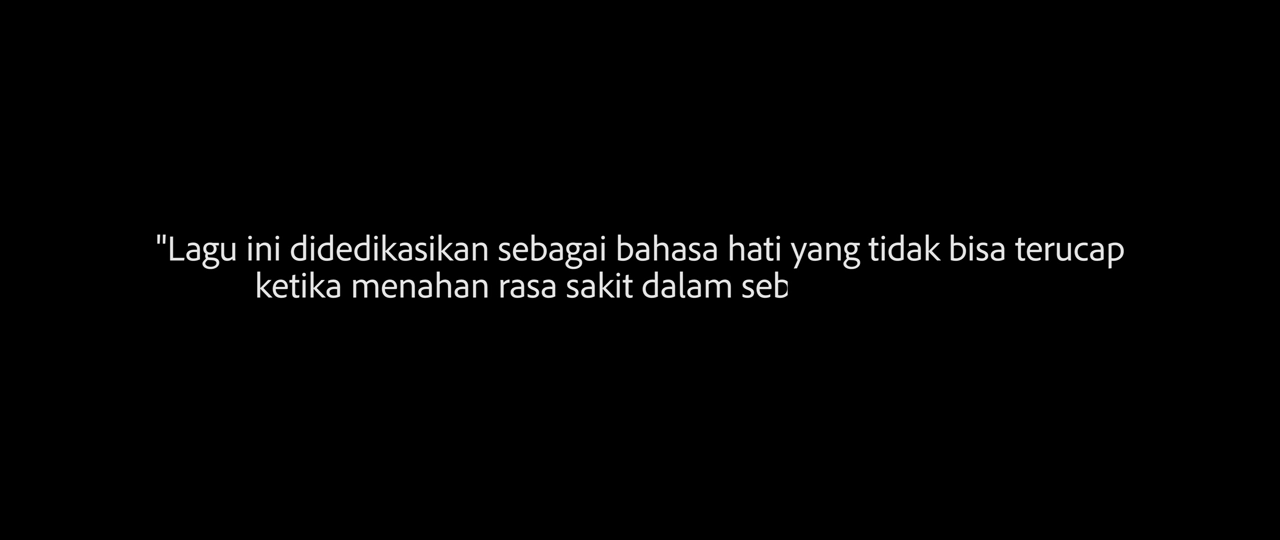 "Lagu ini didedikasikan sebagai bahasa hati yang tidak bisa terucap
ketika menahan rasa sakit dalam seb